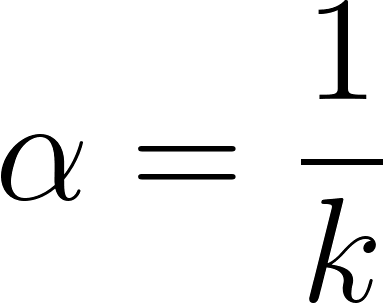 α = 1/k